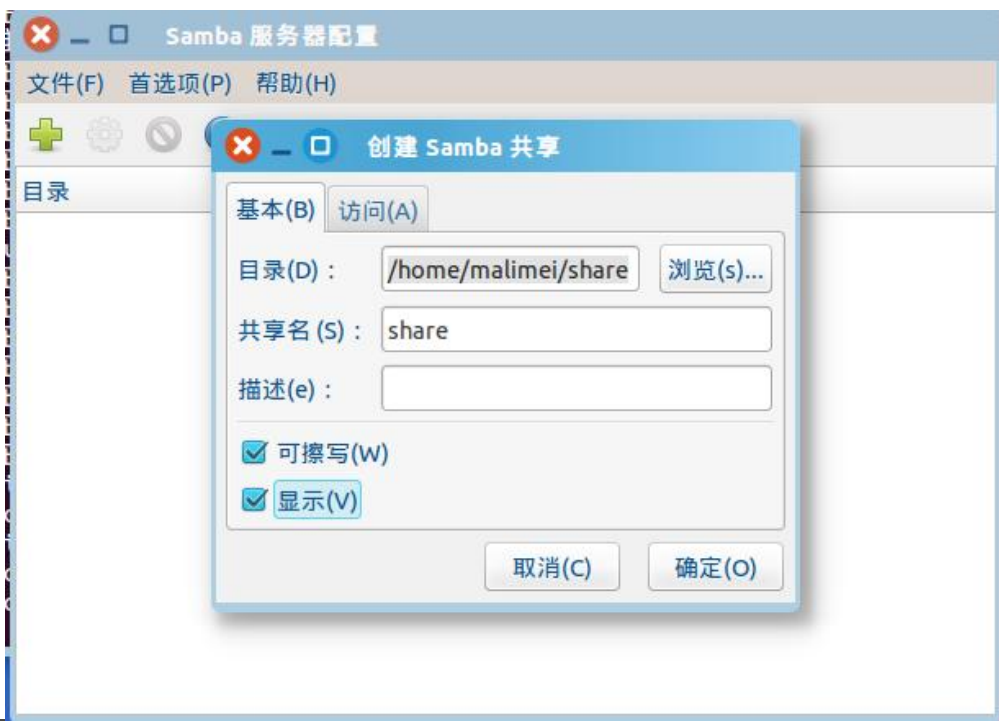 Samba 服务器配置
文件(F) 首选项(P) 帮助(H)
创建 Samba 共享
目录
基本(B) 访问(A)
目录(D)： /home/malimei/share 浏览(s)...
共享名(S)： share
描述(e)：
可擦写(W)
显示(V)
取消(C) 确定(O)